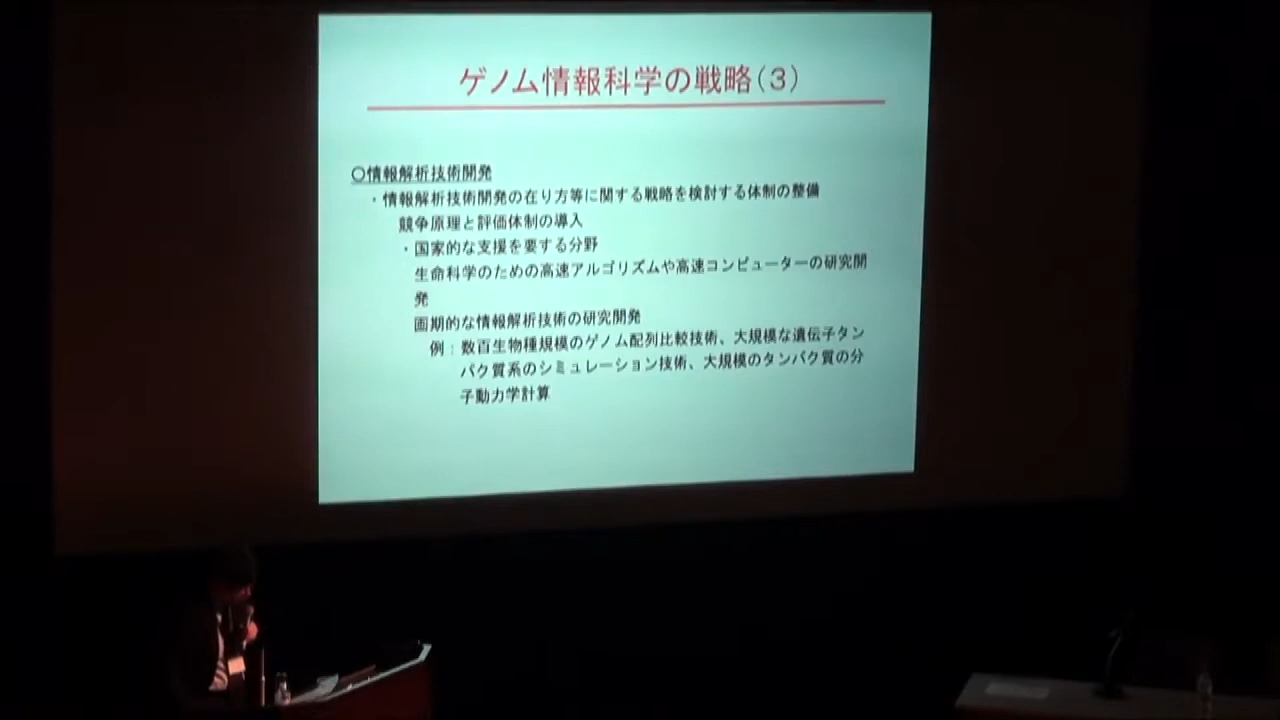 ゲノム情報科学の戦略(3)
○情報解析技術開発
・情報解析技術開発の在り方等に関する戦略を検討する体制の整備
競争原理と評価体制の導入
・国家的な支援を要する分野
生命科学のための高速アルゴリズムや高速コンピューターの研究開
発
画期的な情報解析技術の研究開発
例：数百生物種規模のゲノム配列比較技術、大規模な遺伝子タン
パク質系のシミュレーション技術、大規模のタンパク質の分
子動力学計算